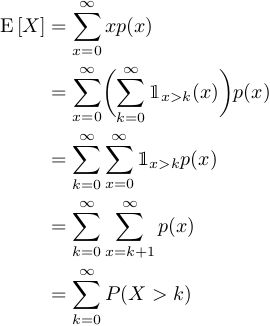 E [X] = ∑_{x=0}^{∞} xp(x)
= ∑_{x=0}^{∞} (∑_{k=0}^{∞} 𝟙_{x>k}(x)) p(x)
= ∑_{k=0}^{∞} ∑_{x=0}^{∞} 𝟙_{x>k}p(x)
= ∑_{k=0}^{∞} ∑_{x=k+1}^{∞} p(x)
= ∑_{k=0}^{∞} P(X > k)